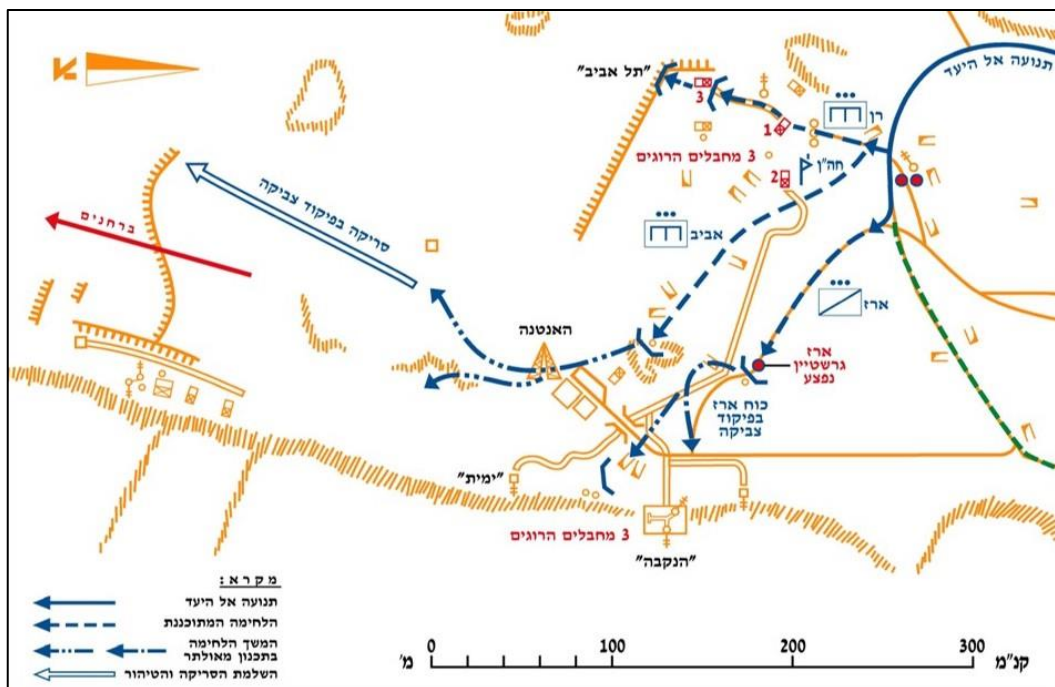 תנועה אל היעד
"תל אביב"
3
רן
1
3 מחבלים הרוגים
חה"ן
2
אביב
סריקה בפיקוד צביקה
ברחנים
ארז
האנטנה
ארז
גרשטיין
נפצע
כוח ארז
בפיקוד
צביקה
"ימית"
3 מחבלים הרוגים
"הנקבה"
מקרא:
תנועה אל היעד
הלחימה המתוכננת
המשך הלחימה
בתכנון מאולתר
השלמת הסריקה והטיהור
מ'
0
100
200
300
קנ"מ